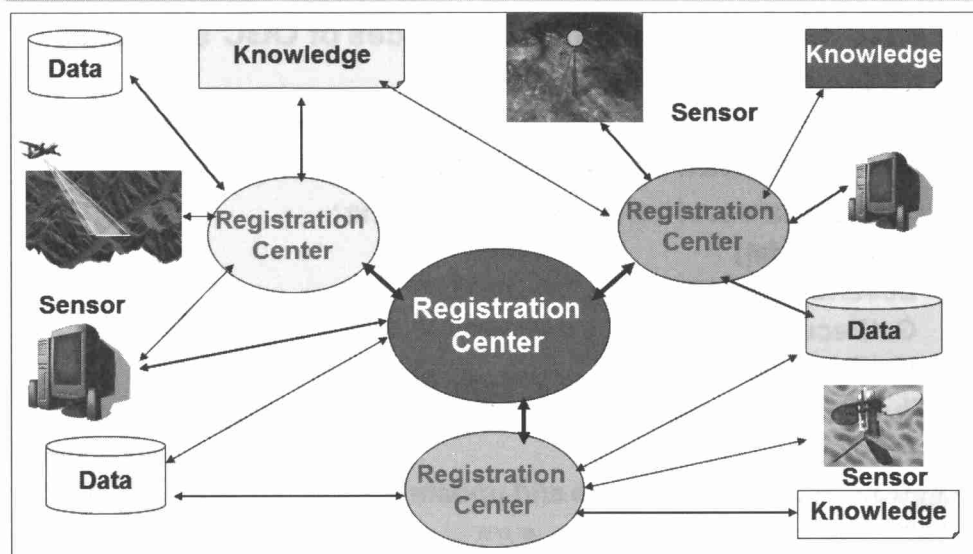 Data
Knowledge
Knowledge
Sensor
Registration
Center
Registration
Center
Registration
Center
Sensor
Data
Data
Registration
Center
Sensor
Knowledge